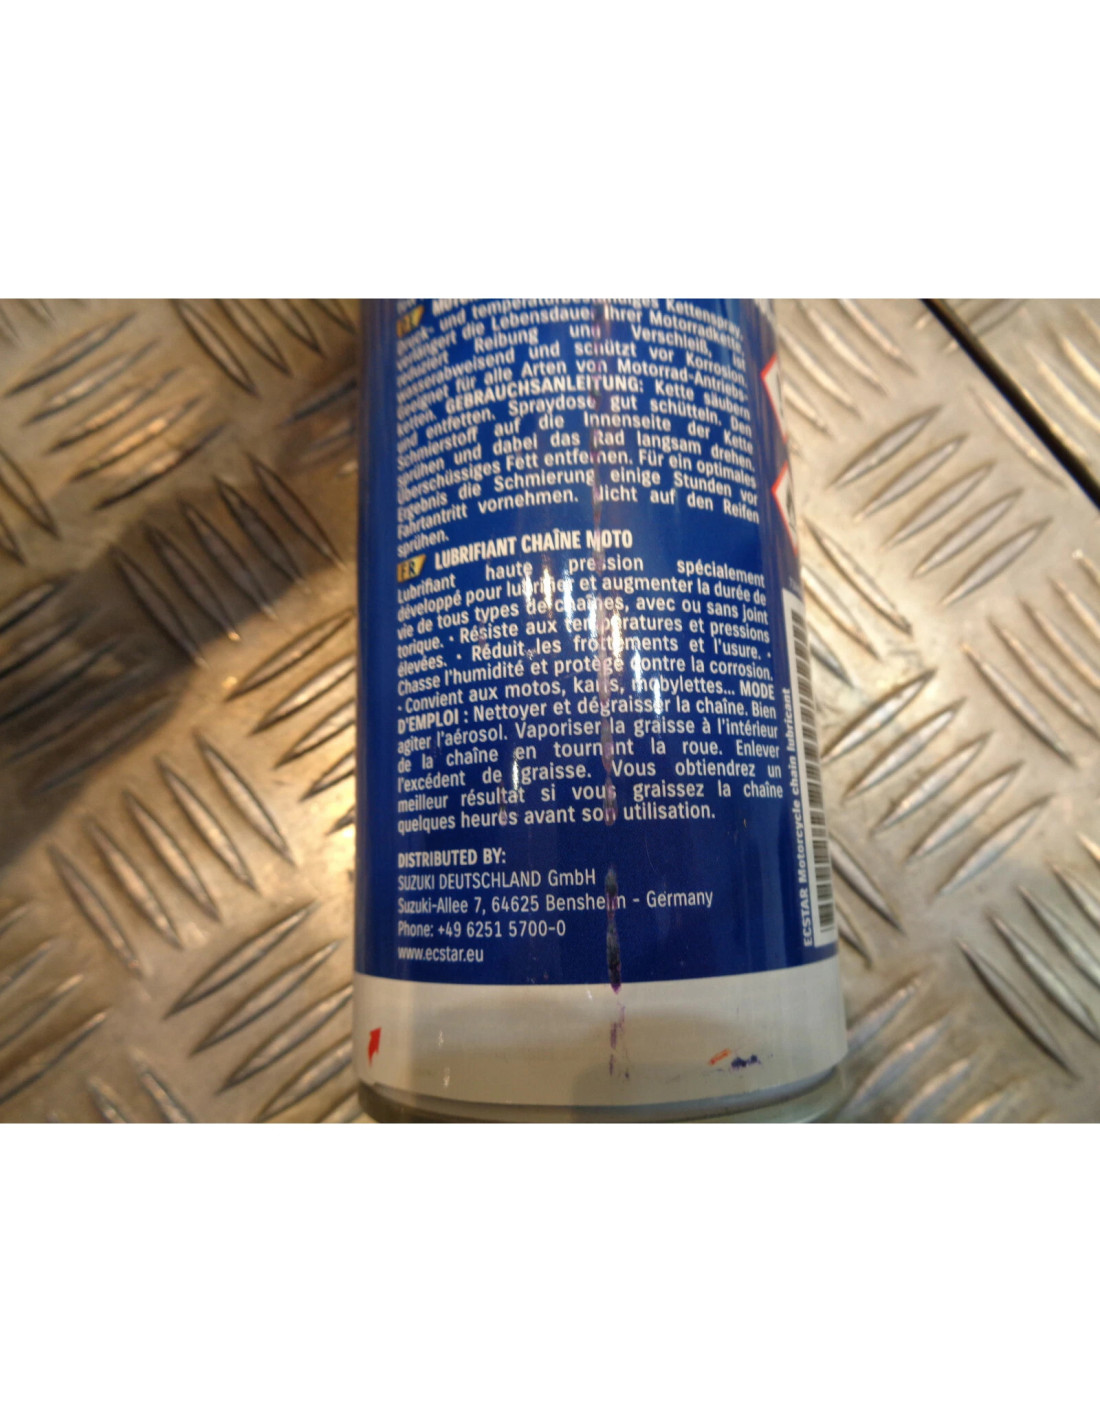 Druck- und temperaturbeständiges Kettenspray,
verlängert die Lebensdauer Ihrer Motorradkette,
reduziert Reibung und Verschleiß, ist
wasserabweisend und schützt vor Korrosion.
Geeignet für alle Arten von Motorrad-Antriebs-
ketten. GEBRAUCHSANLEITUNG: Kette säubern
und entfetten. Spraydose gut schütteln. Den
Schmierstoff auf die Innenseite der Kette
sprühen und dabei das Rad langsam drehen.
Überschüssiges Fett entfernen. Für ein optimales
Ergebnis die Schmierung einige Stunden vor
Fahrtantritt vornehmen. Nicht auf den Reifen
sprühen.
FR LUBRIFIANT CHAÎNE MOTO
Lubrifiant haute pression spécialement
développé pour lubrifier et augmenter la durée de
vie de tous types de chaînes, avec ou sans joint
torique. • Résiste aux températures et pressions
élevées. • Réduit les frottements et l'usure. •
Chasse l'humidité et protège contre la corrosion.
• Convient aux motos, karts, mobylettes... MODE
D'EMPLOI : Nettoyer et dégraisser la chaîne. Bien
agiter l'aérosol. Vaporiser la graisse à l'intérieur
de la chaîne en tournant la roue. Enlever
l'excédent de graisse. Vous obtiendrez un
meilleur résultat si vous graissez la chaîne
quelques heures avant son utilisation.
DISTRIBUTED BY:
SUZUKI DEUTSCHLAND GmbH
Suzuki-Allee 7, 64625 Bensheim - Germany
Phone: +49 6251 5700-0
www.ecstar.eu
ECSTAR Motorcycle chain lubricant